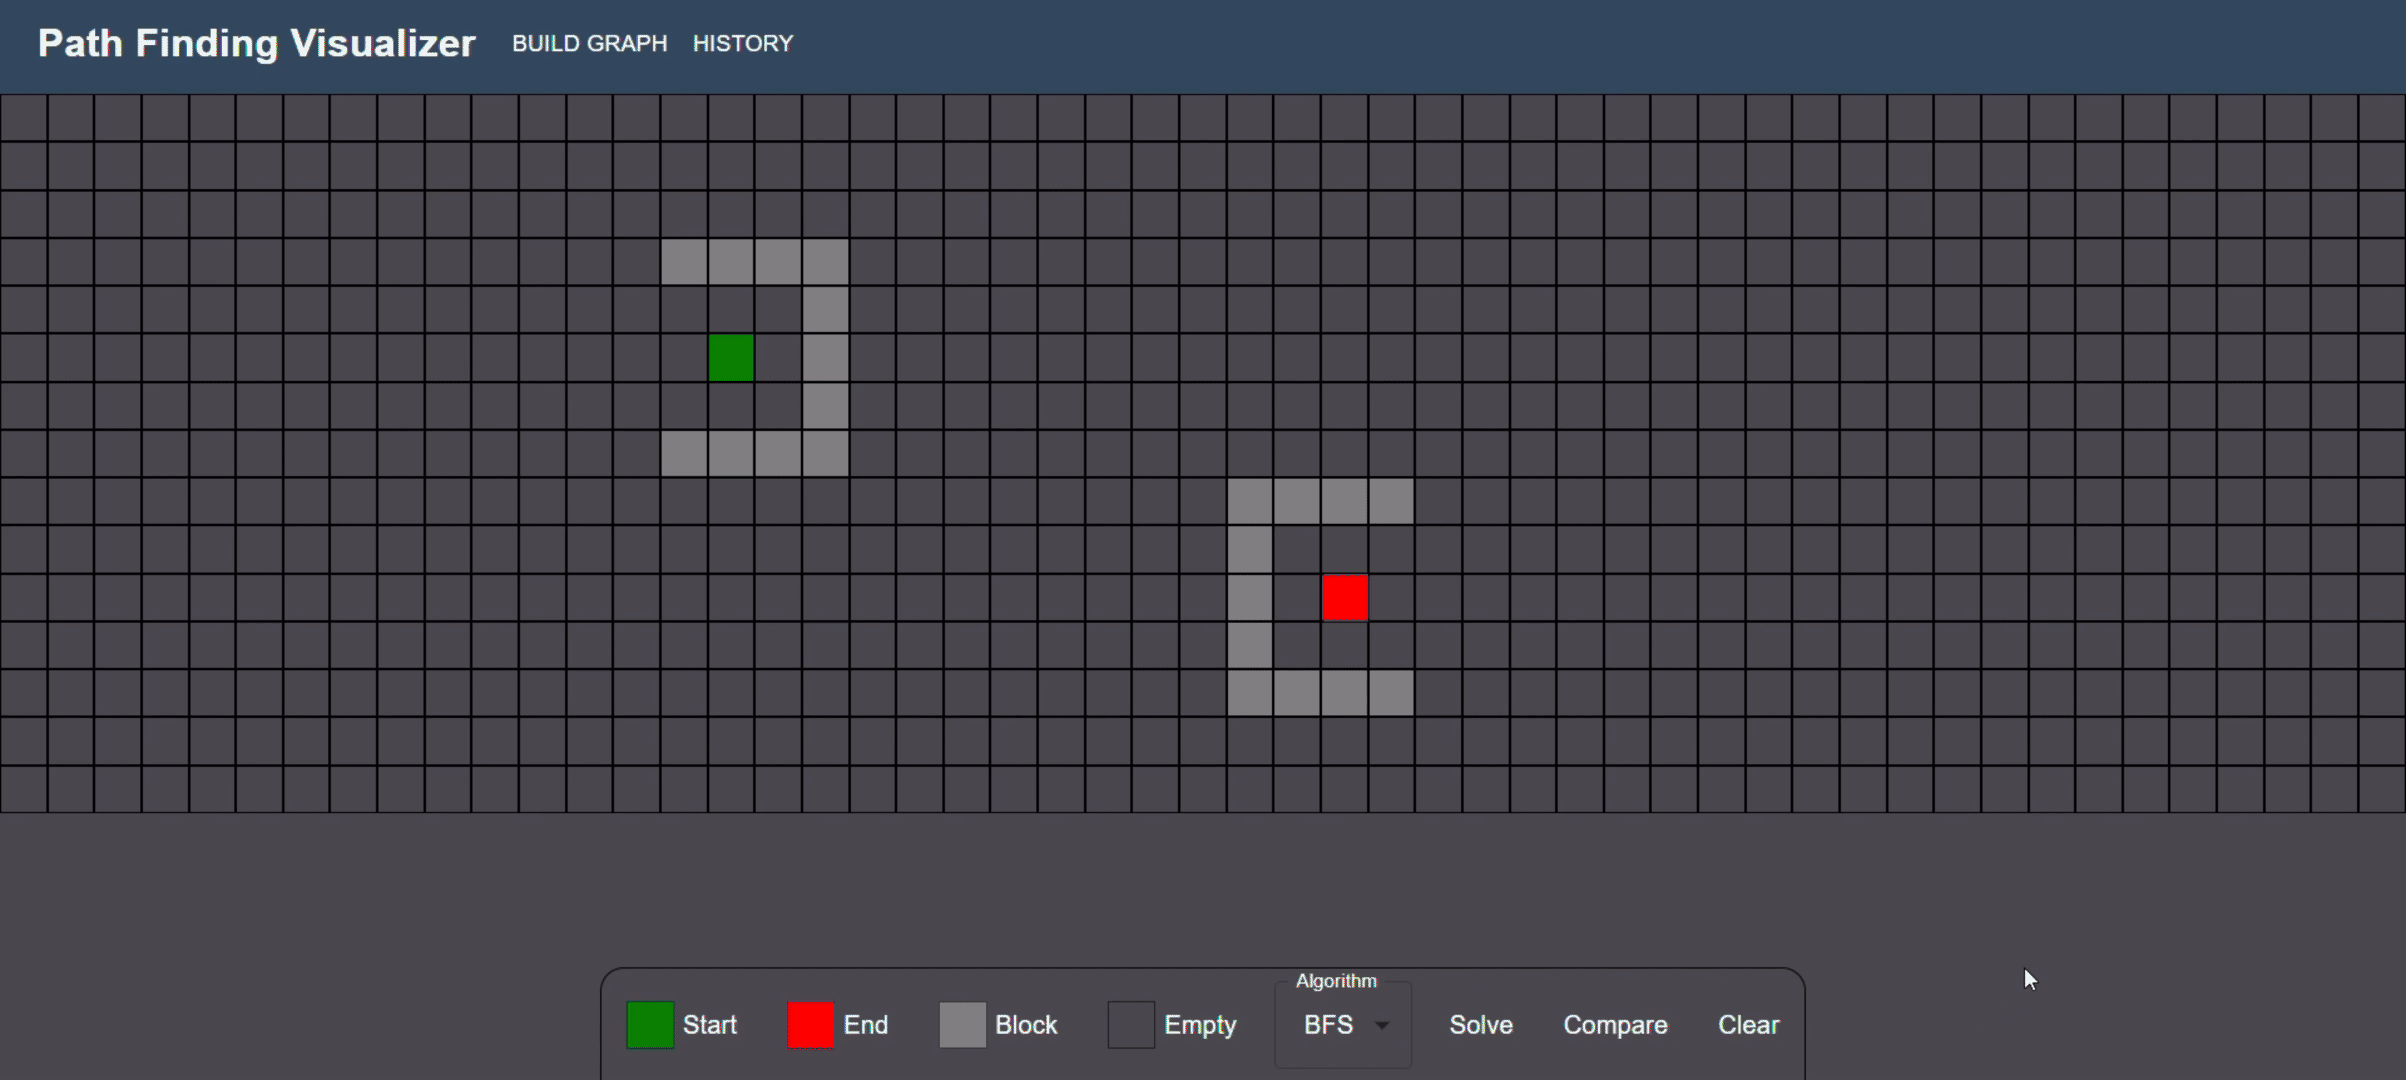 Path Finding Visualizer BUILD GRAPH HISTORY
Algorithm
Start End Block Empty BFS Solve Compare Clear